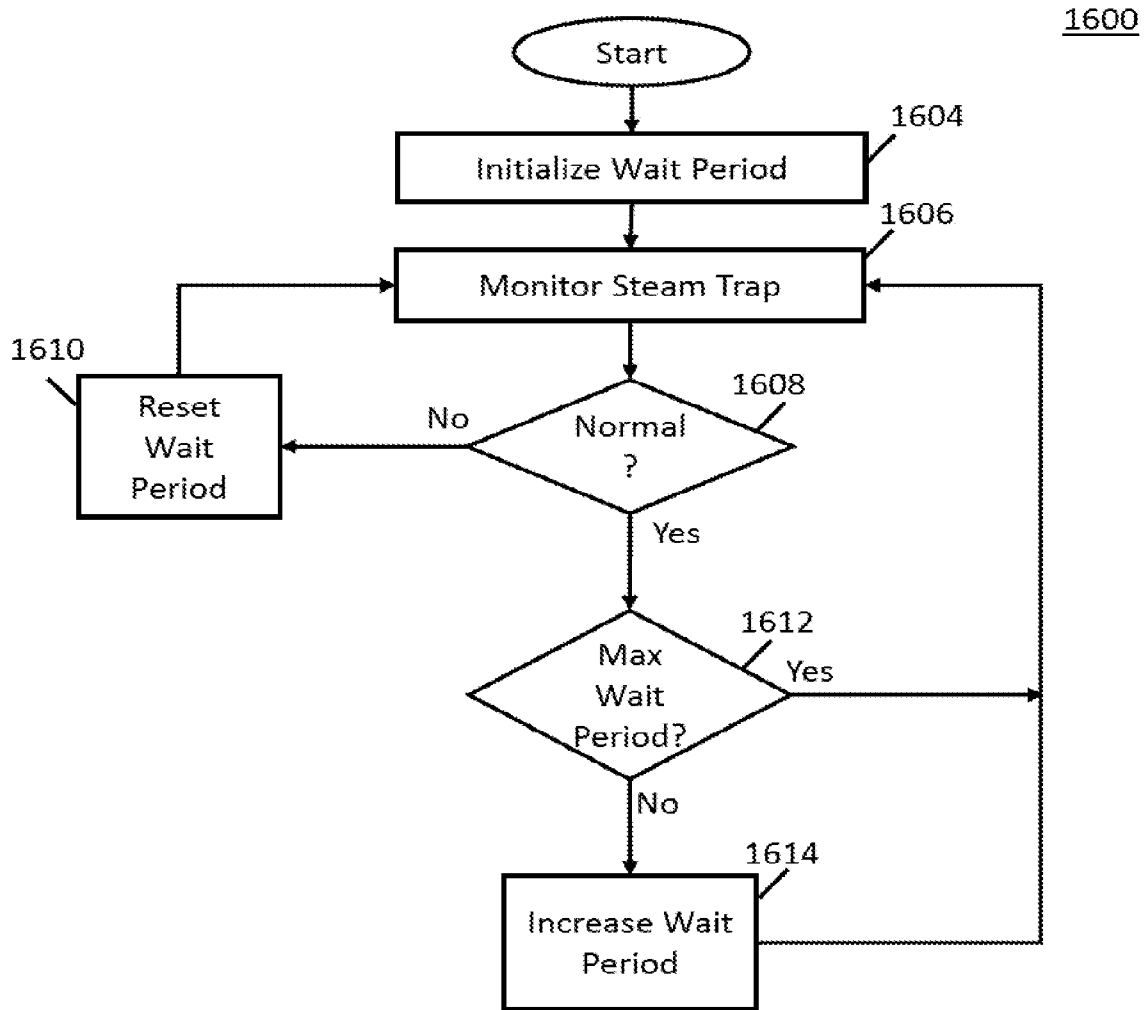 1600
Start
1604
Initialize Wait Period
1606
Monitor Steam Trap
1610
Reset
Wait
Period
No
1608
Normal
?
Yes
1612
Max
Wait
Period?
Yes
No
1614
Increase Wait
Period